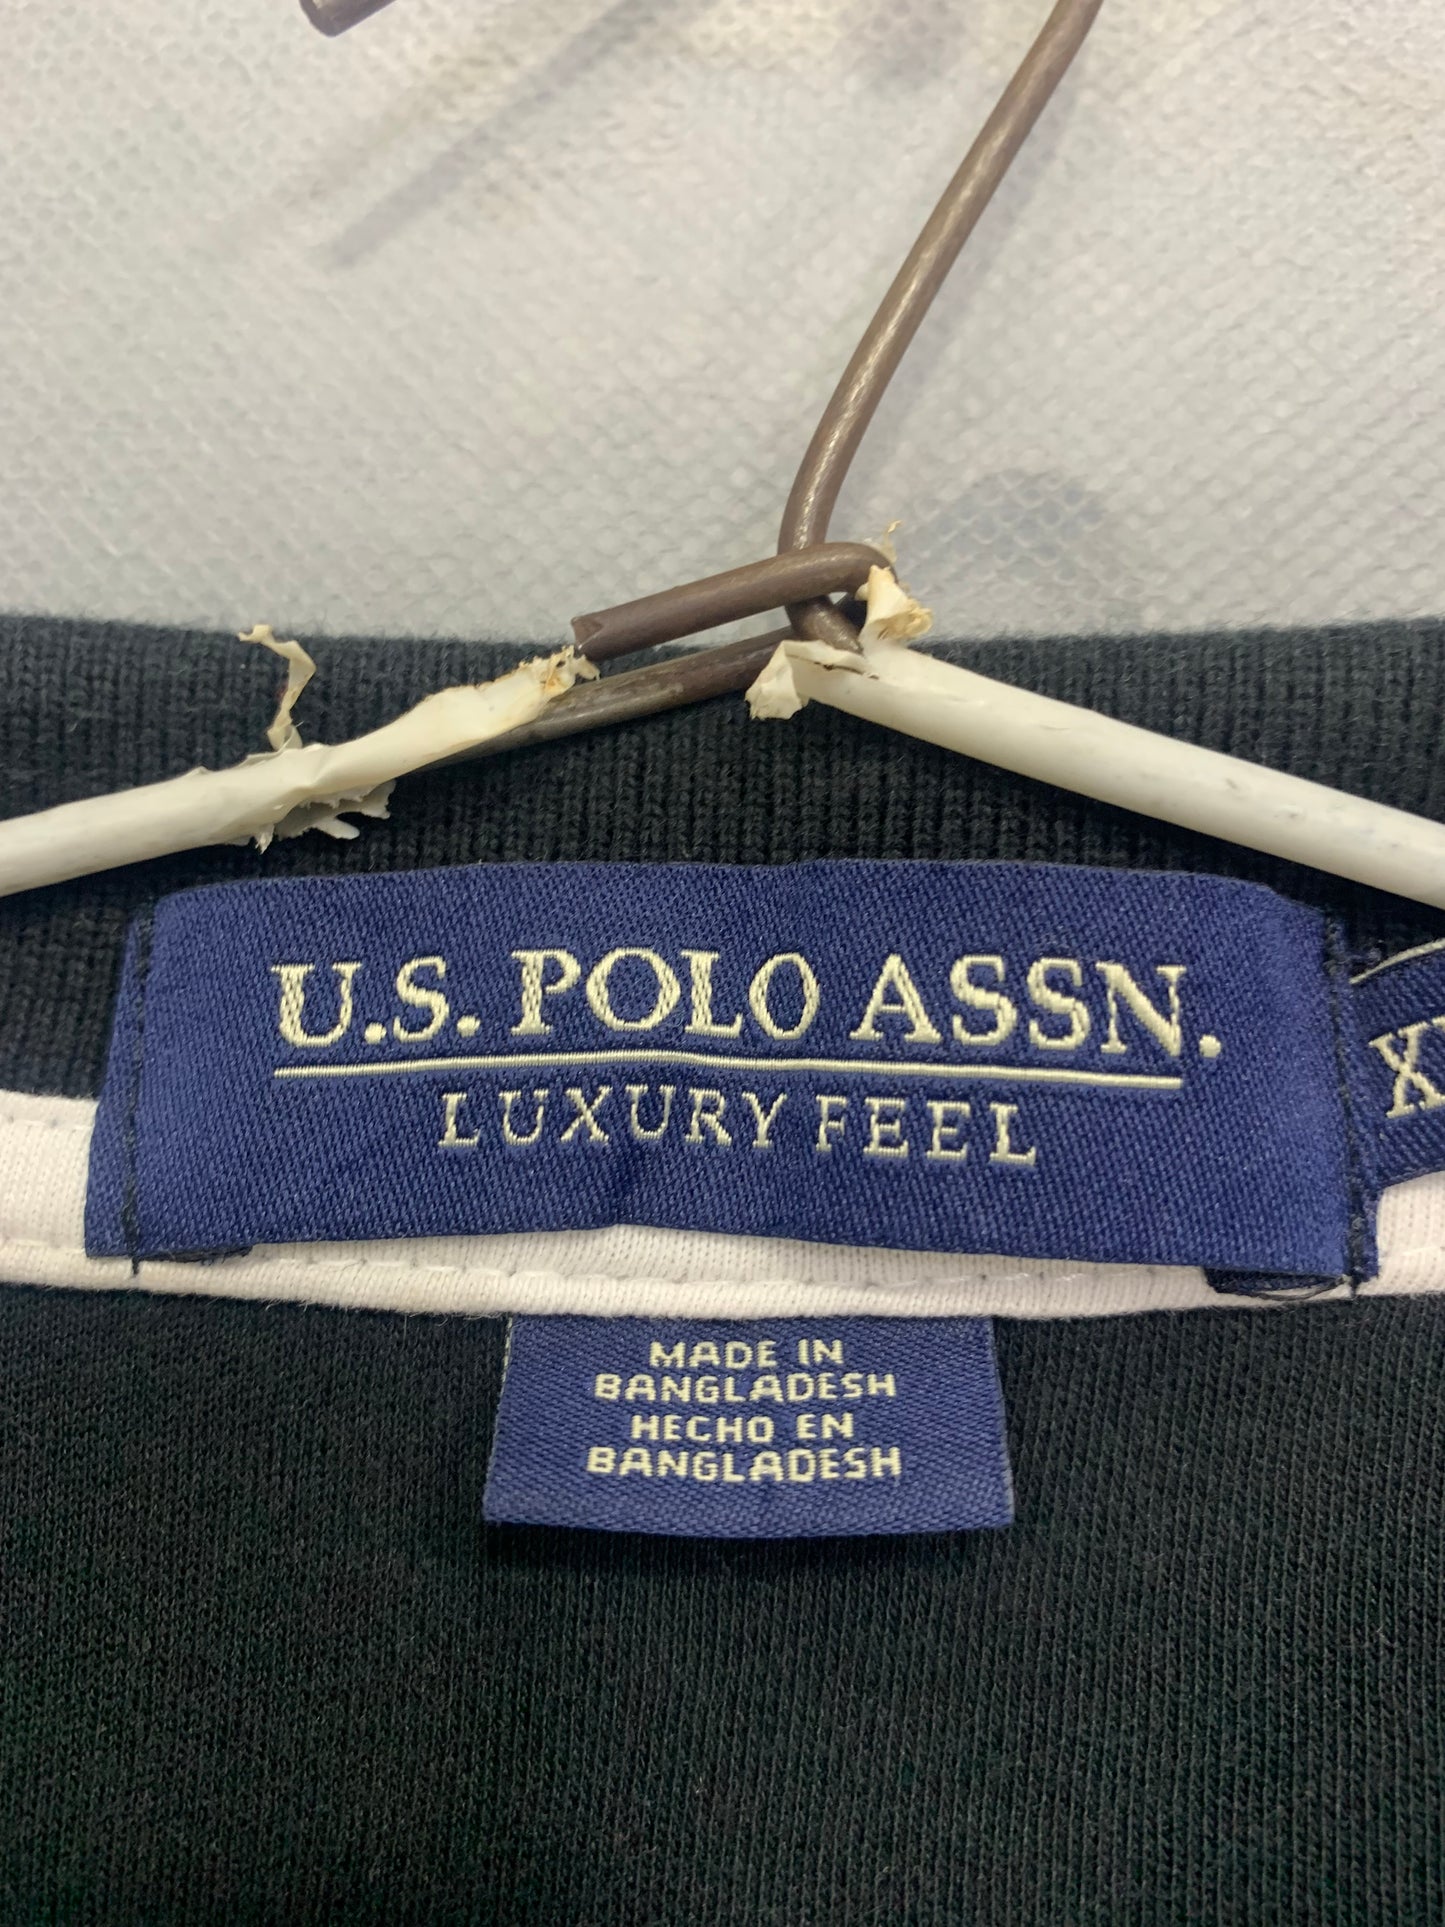 U.S. POLO ASSN.
LUXURY FEEL
MADE IN
BANGLADESH
HECHO EN
BANGLADESH